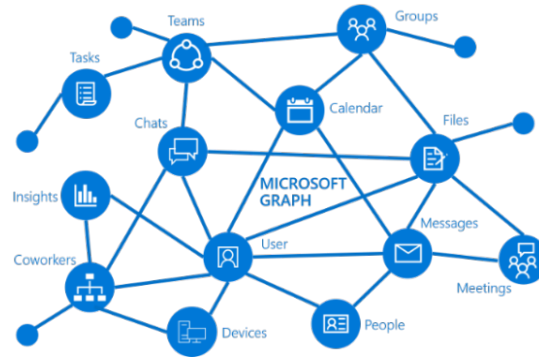 Teams
Groups
Tasks
Calendar
Chats
Files
MICROSOFT
GRAPH
Insights
Messages
User
Coworkers
Meetings
Devices
People